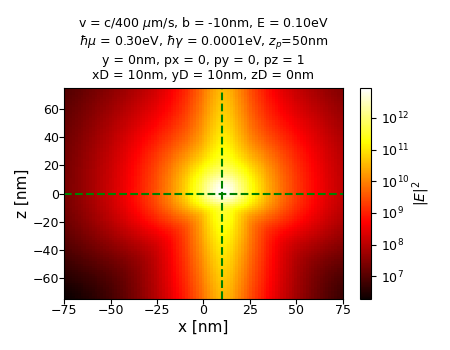 v = c/400 μm/s, b = -10nm, E = 0.10eV
ℏμ = 0.30eV, ℏγ = 0.0001eV, z_p=50nm
y = 0nm, px = 0, py = 0, pz = 1
xD = 10nm, yD = 10nm, zD = 0nm
60
40
20
0
−20
−40
−60
z [nm]
−75 −50 −25 0 25 50 75
x [nm]
10^12
10^11
10^10
10^9
10^8
10^7
|E|^2